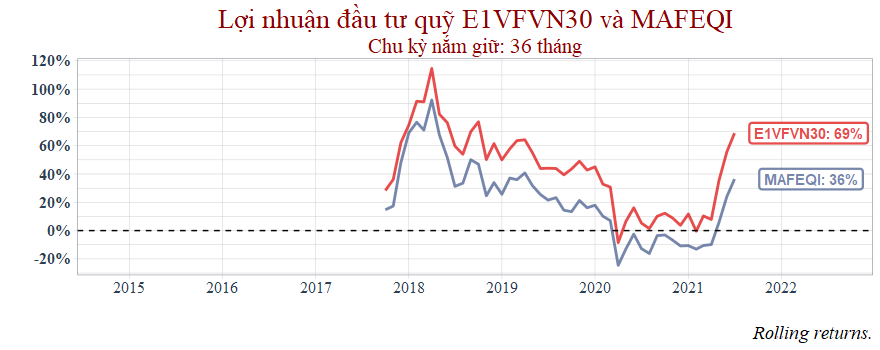 Lợi nhuận đầu tư quỹ E1VFVN30 và MAFEQI
Chu kỳ nắm giữ: 36 tháng
120%
100%
80%
60%
40%
20%
0%
-20%
E1VFVN30: 69%
MAFEQI: 36%
2015 2016 2017 2018 2019 2020 2021 2022
Rolling returns.